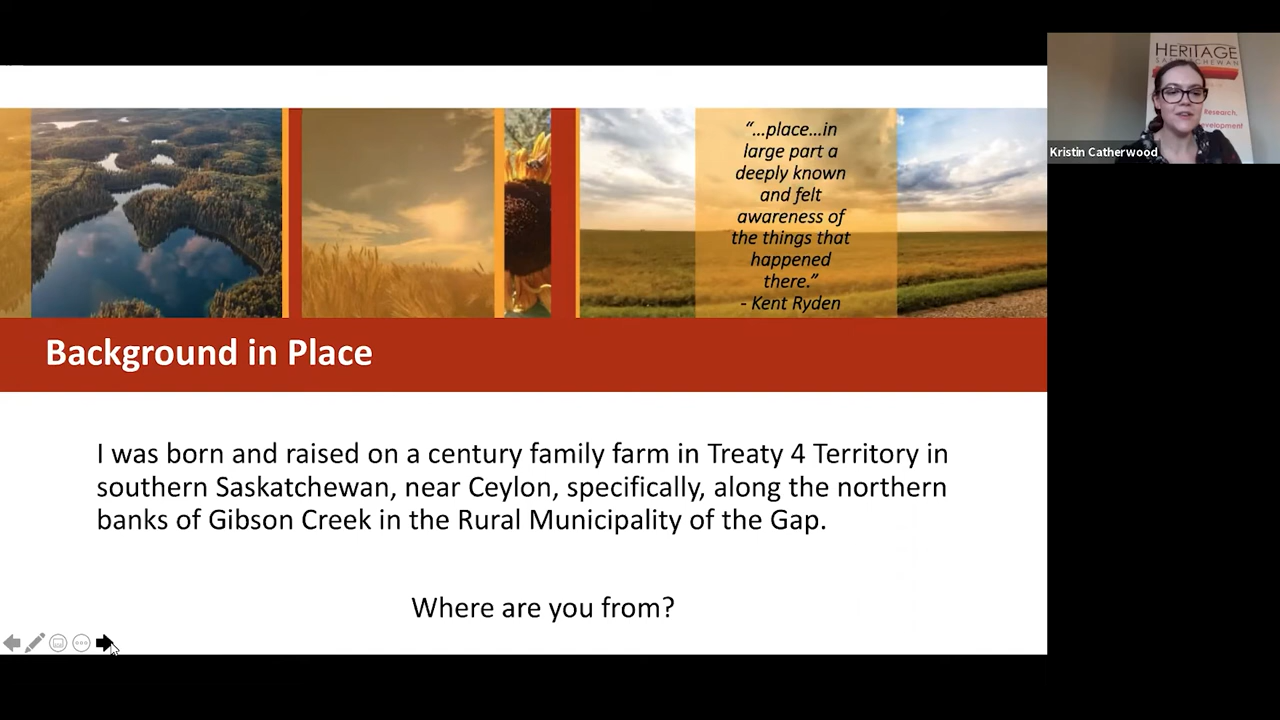 “...place...in
large part a
deeply known
and felt
awareness of
the things that
happened
there.”
- Kent Ryden
Background in Place
I was born and raised on a century family farm in Treaty 4 Territory in
southern Saskatchewan, near Ceylon, specifically, along the northern
banks of Gibson Creek in the Rural Municipality of the Gap.
Where are you from?
HERITAGE
SASKATCHEWAN
Research,
Kristin Catherwood